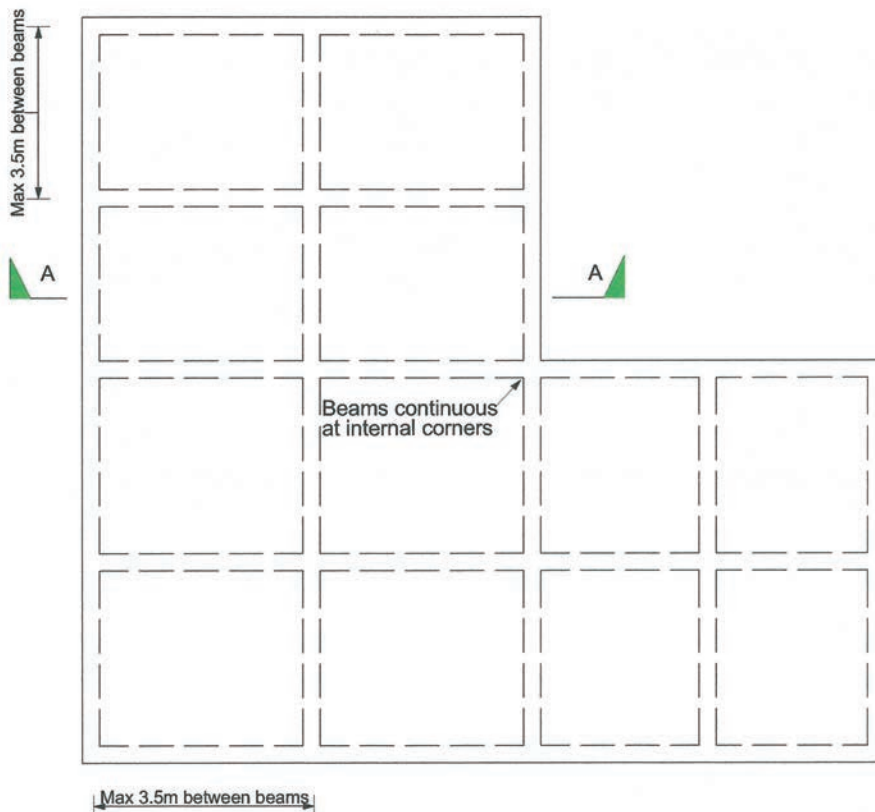 Max 3.5m between beams
A
A
Beams continuous
at internal corners
Max 3.5m between beams